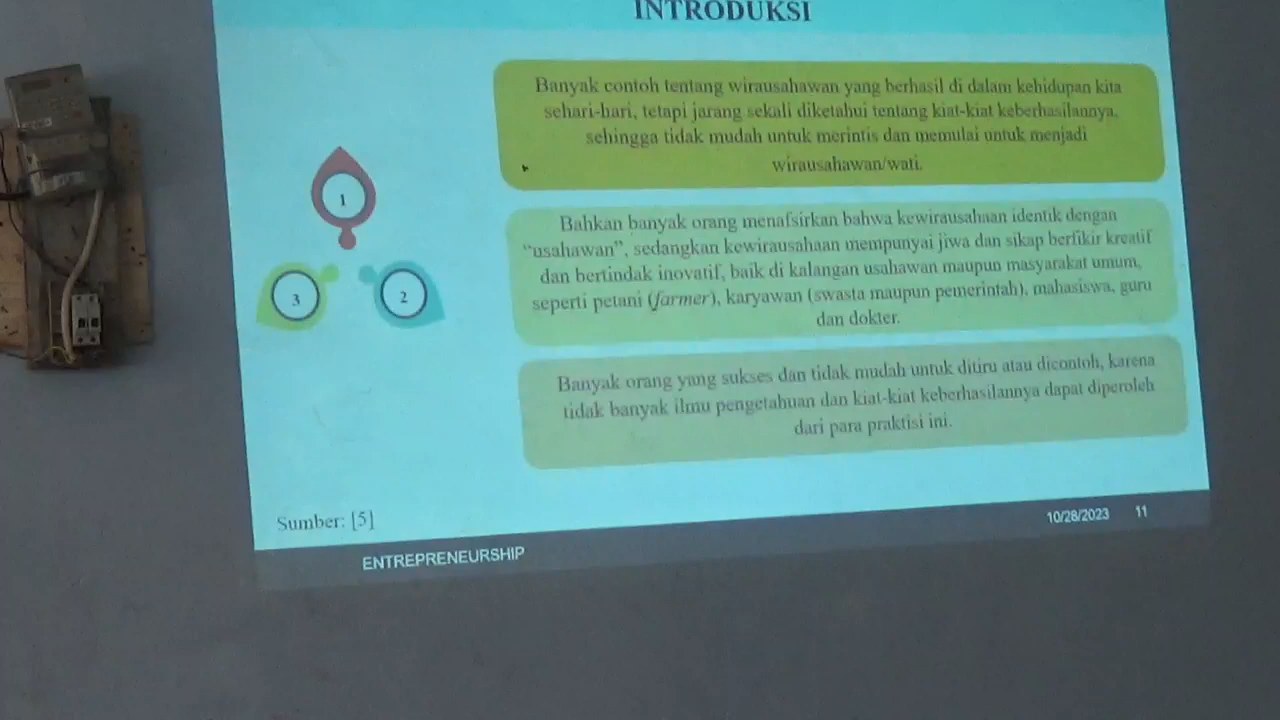 INTRODUKSI
Banyak contoh tentang wirausahawan yang berhasil di dalam kehidupan kita
sehari-hari, tetapi jarang sekali diketahui tentang kiat-kiat keberhasilannya,
sehingga tidak mudah untuk merintis dan memulai untuk menjadi
wirausahawan/wati.
1
3
2
Bahkan banyak orang menafsirkan bahwa kewirausahaan identik dengan
“usahawan”, sedangkan kewirausahaan mempunyai jiwa dan sikap berfikir kreatif
dan bertindak inovatif, baik di kalangan usahawan maupun masyarakat umum,
seperti petani (farmer), karyawan (swasta maupun pemerintah), mahasiswa, guru
dan dokter.
Banyak orang yang sukses dan tidak mudah untuk ditiru atau dicontoh, karena
tidak banyak ilmu pengetahuan dan kiat-kiat keberhasilannya dapat diperoleh
dari para praktisi ini.
Sumber: [5]
ENTREPRENEURSHIP
10/28/2023 11